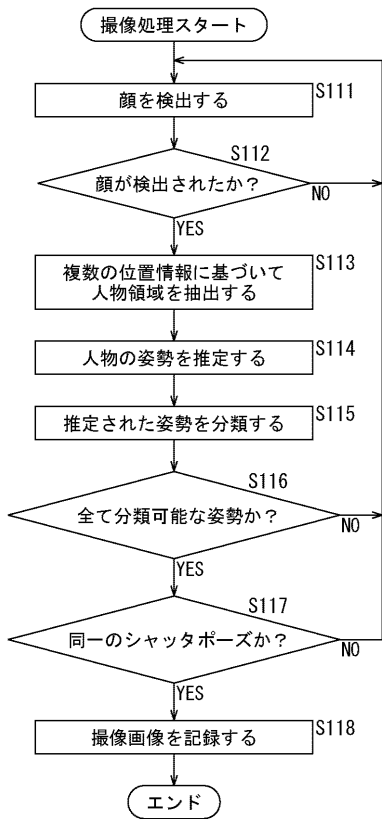 撮像処理スタート
顔を検出する
S111
S112
顔が検出されたか?
NO
YES
複数の位置情報に基づいて
人物領域を抽出する
S113
人物の姿勢を推定する
S114
推定された姿勢を分類する
S115
S116
全て分類可能な姿勢か?
NO
YES
S117
同一のシャッタポーズか?
NO
YES
撮像画像を記録する
S118
エンド